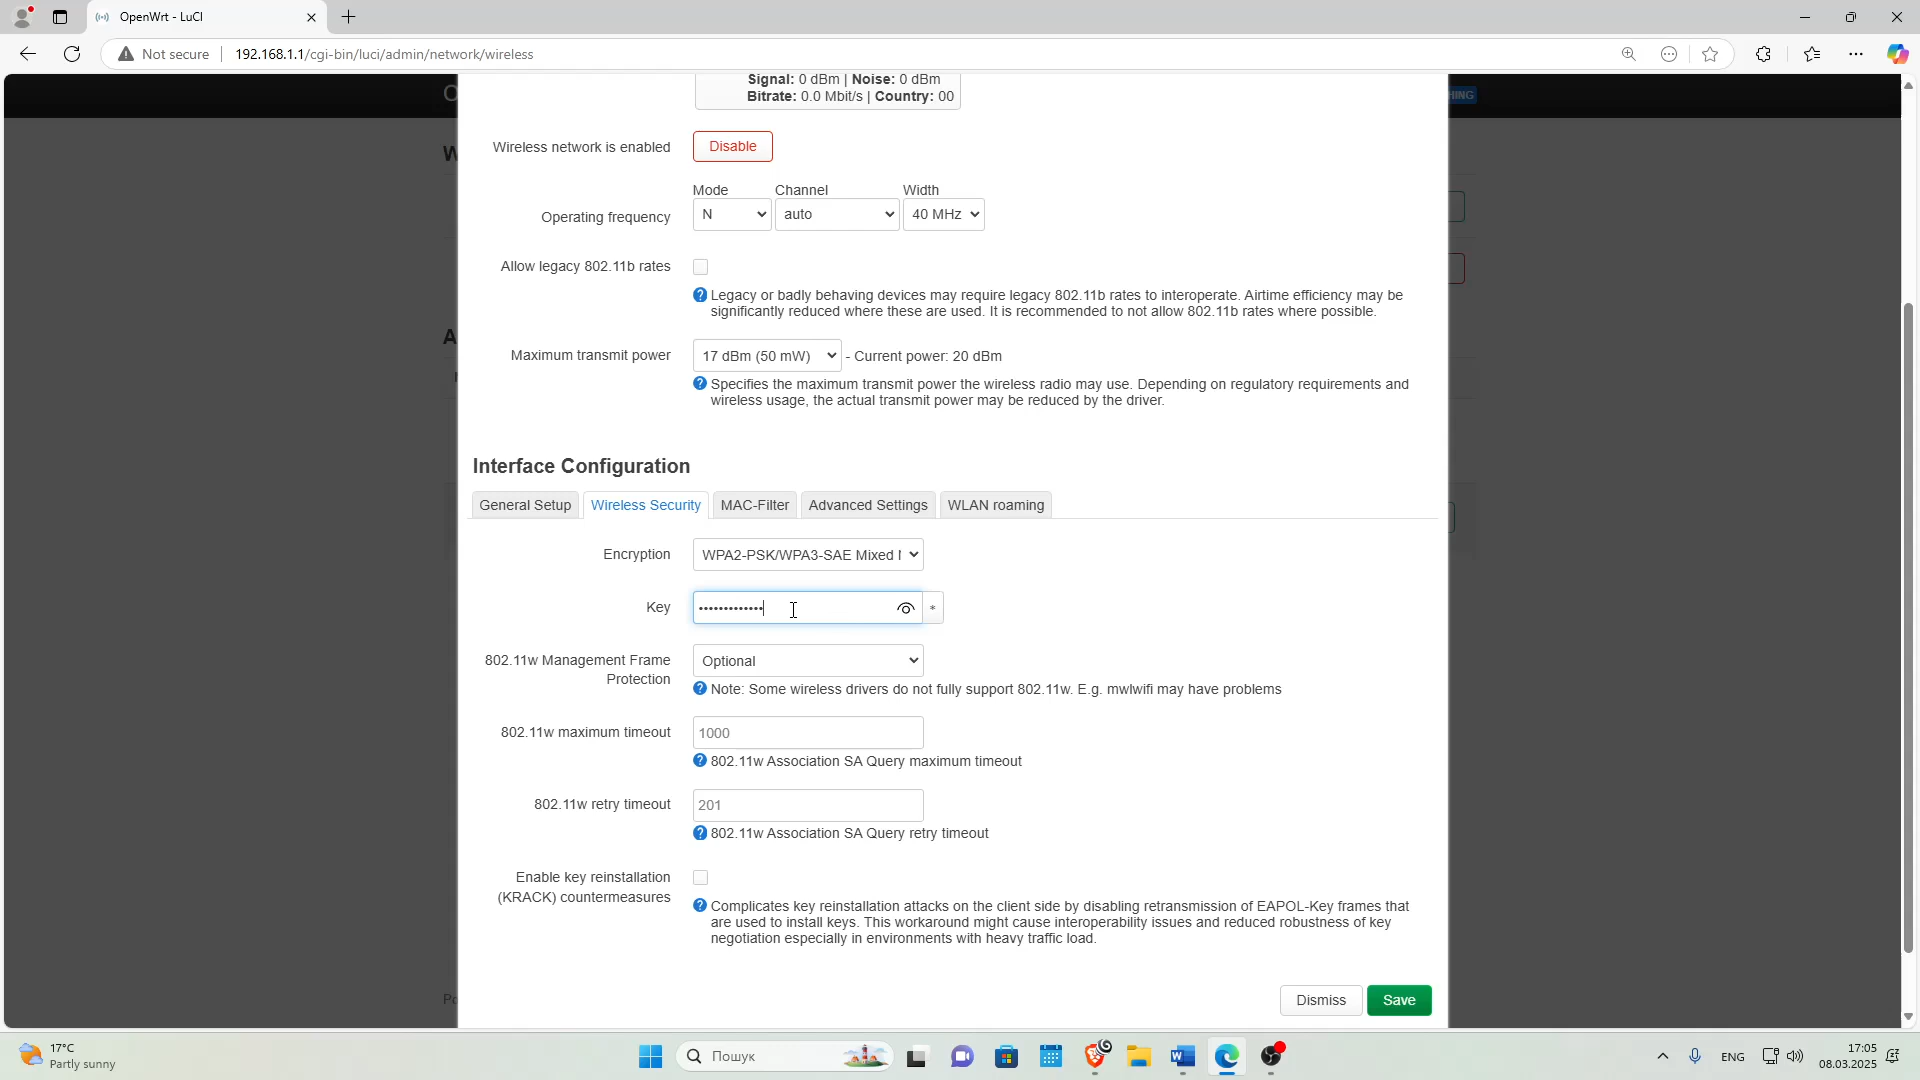 OpenWrt - LuCI
Not secure
192.168.1.1/cgi-bin/luci/admin/network/wireless
Signal: 0 dBm | Noise: 0 dBm
Bitrate: 0.0 Mbit/s | Country: 00
Wireless network is enabled
Disable
Mode Channel Width
Operating frequency
N auto 40 MHz
Allow legacy 802.11b rates
Legacy or badly behaving devices may require legacy 802.11b rates to interoperate. Airtime efficiency may be
significantly reduced where these are used. It is recommended to not allow 802.11b rates where possible.
Maximum transmit power
17 dBm (50 mW) - Current power: 20 dBm
Specifies the maximum transmit power the wireless radio may use. Depending on regulatory requirements and
wireless usage, the actual transmit power may be reduced by the driver.
Interface Configuration
General Setup Wireless Security MAC-Filter Advanced Settings WLAN roaming
Encryption
WPA2-PSK/WPA3-SAE Mixed
Key
•••••••••••••
*
802.11w Management Frame
Protection
Optional
Note: Some wireless drivers do not fully support 802.11w. E.g. mwlwifi may have problems
802.11w maximum timeout
1000
802.11w Association SA Query maximum timeout
802.11w retry timeout
201
802.11w Association SA Query retry timeout
Enable key reinstallation
(KRACK) countermeasures
Complicates key reinstallation attacks on the client side by disabling retransmission of EAPOL-Key frames that
are used to install keys. This workaround might cause interoperability issues and reduced robustness of key
negotiation especially in environments with heavy traffic load.
Dismiss Save
17°C
Partly sunny
Пошук
ENG
17:05
08.03.2025